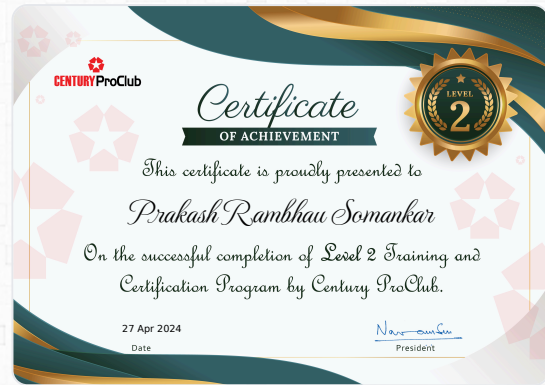 CENTURY ProClub
LEVEL
2
Certificate
OF ACHIEVEMENT
This certificate is proudly presented to
Prakash Rambhau Somankar
On the successful completion of Level 2 Training and
Certification Program by Century ProClub.
27 Apr 2024
Date
President